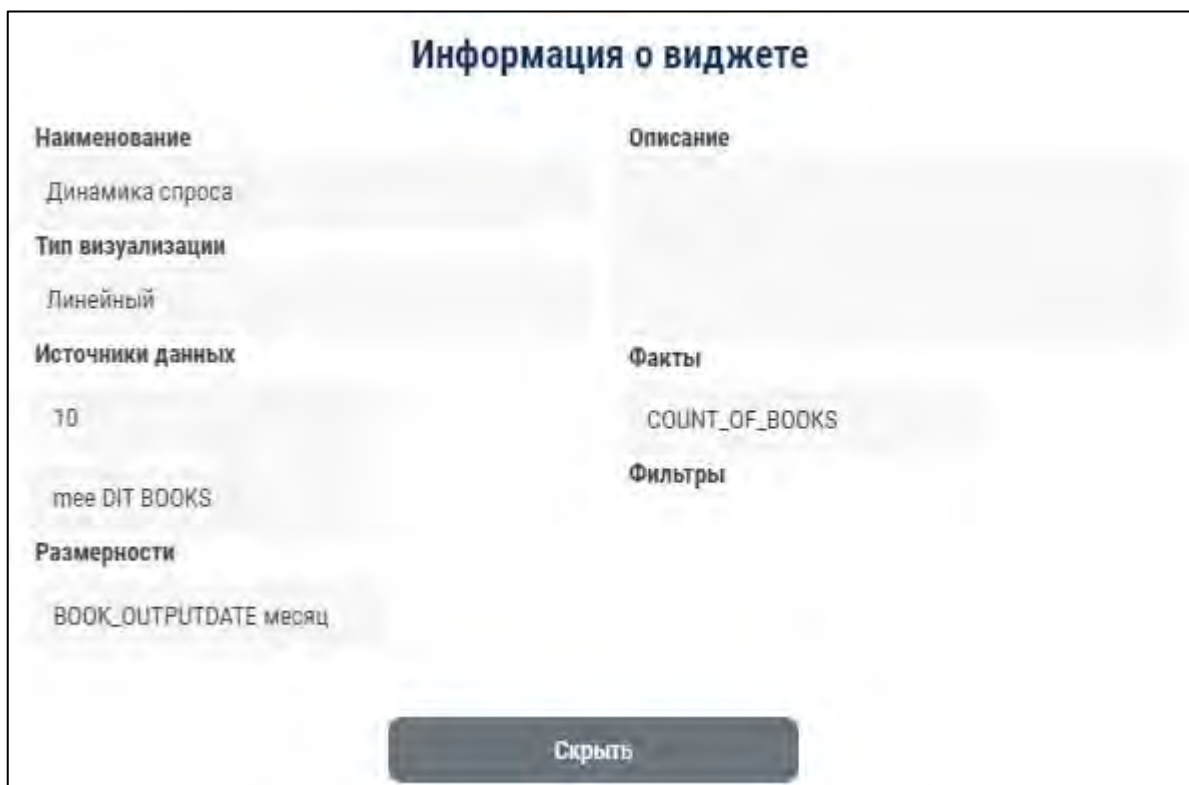 Информация о виджете
Наименование
Динамика спроса
Тип визуализации
Линейный
Источники данных
10
mee DIT BOOKS
Размерности
BOOK_OUTPUTDATE месяц
Описание
Факты
COUNT_OF_BOOKS
Фильтры
Скрыть